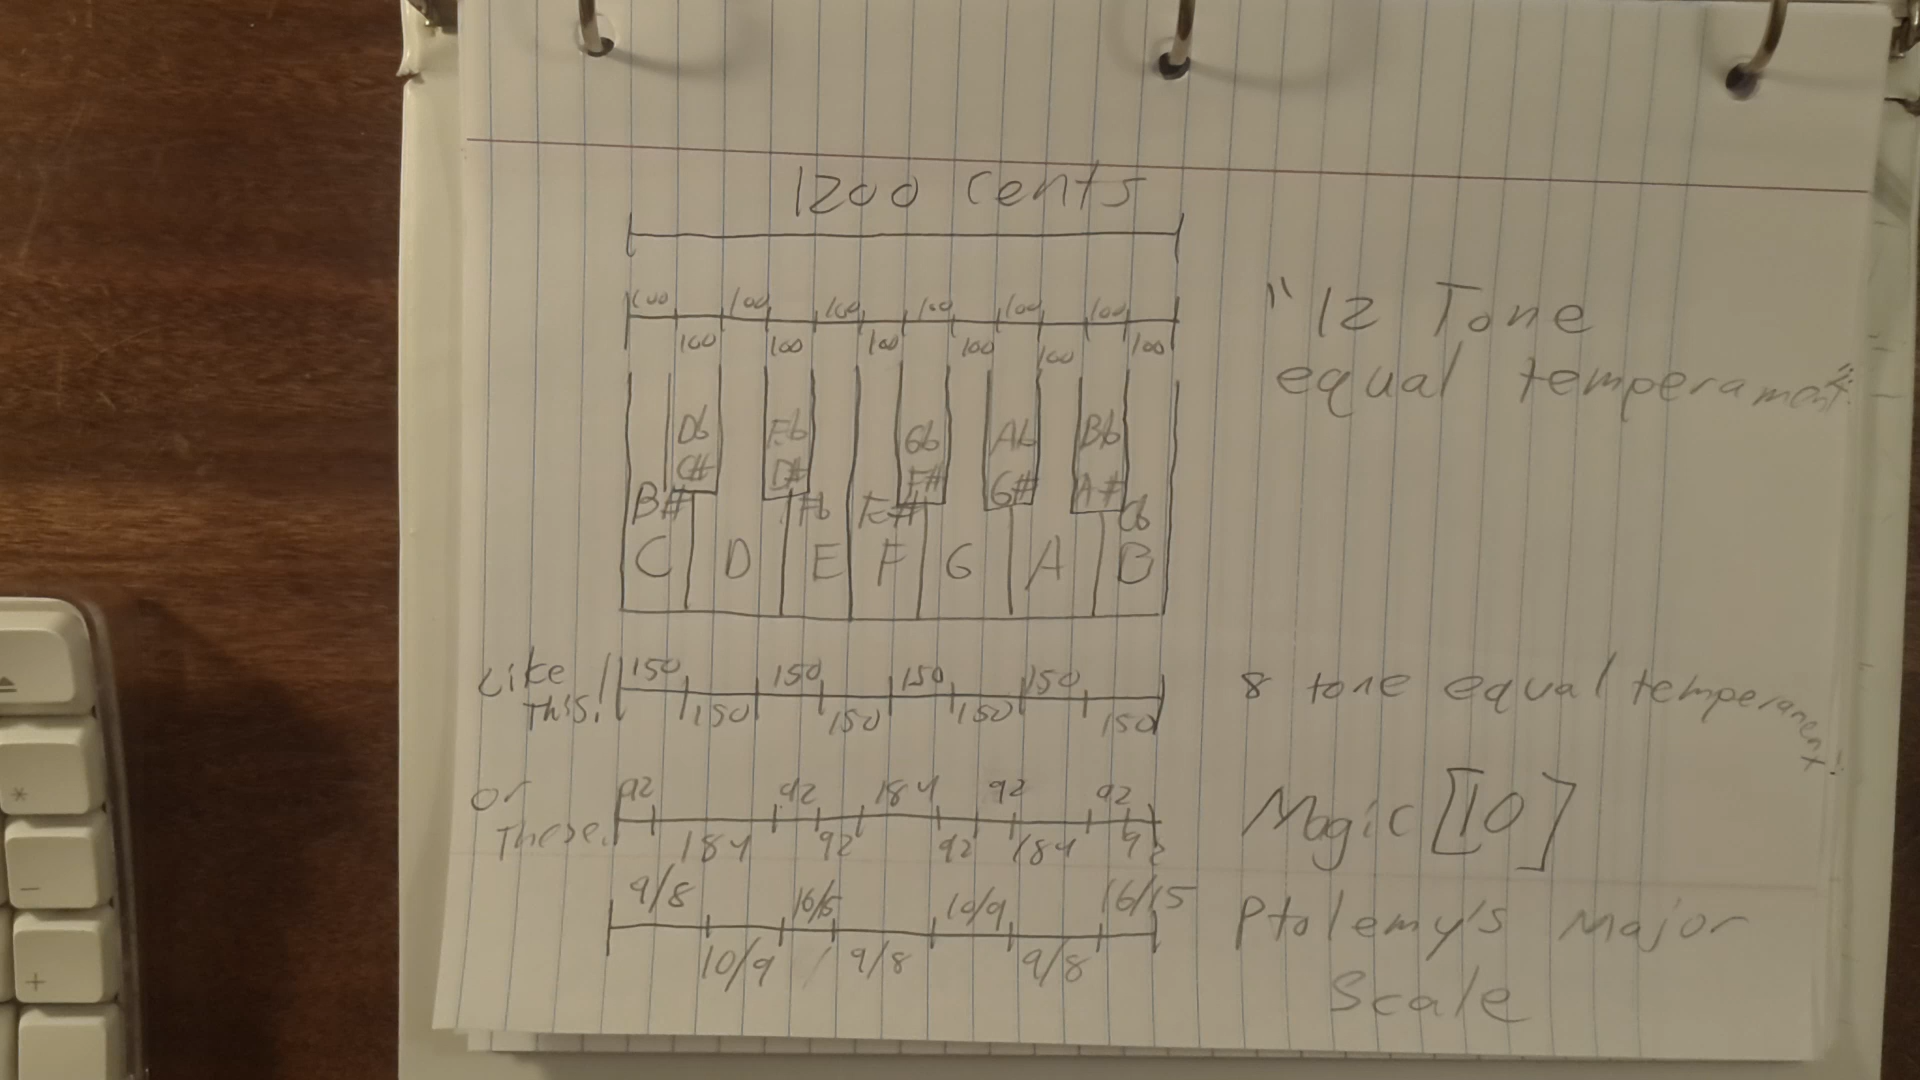 1200 cents
100 100 100 100 100 100
100 100 100 100 100 100
"12 Tone
equal temperament"
Db Eb Gb Ab Bb
C# D# F# G# A#
B# Fb E# Cb
C D E F G A B
Like
This!
150 150 150 150
150 150 150 150
8 tone equal temperament!
or
These.
92 92 184 92 92
184 92 92 184 92
Magic [10]
9/8 16/15 10/9 16/15
10/9 9/8 9/8
Ptolemy's Major
Scale
*
−
+